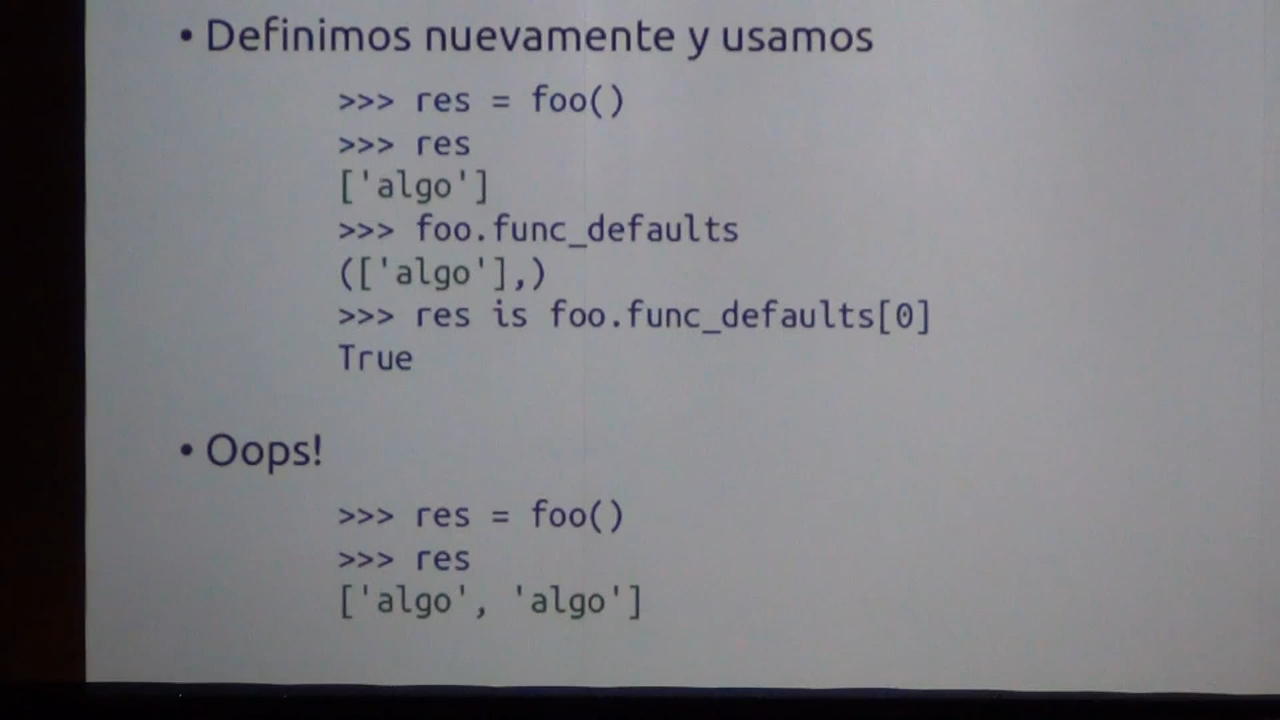 • Definimos nuevamente y usamos
>>> res = foo()
>>> res
['algo']
>>> foo.func_defaults
(['algo'],)
>>> res is foo.func_defaults[0]
True
• Oops!
>>> res = foo()
>>> res
['algo', 'algo']